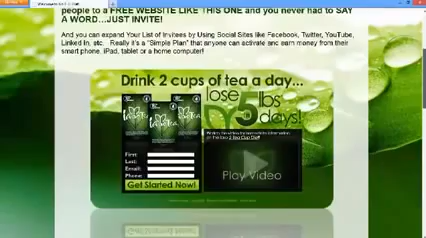 people to a FREE WEBSITE LIKE THIS ONE and you never had to SAY
A WORD...JUST INVITE!
And you can expand Your List of Invitees by Using Social Sites like Facebook, Twitter, YouTube,
Linked In, etc. Really it's a "Simple Plan" that anyone can activate and earn money from their
smart phone, iPad, tablet or a home computer!
Drink 2 cups of tea a day...
lose 5 lbs
days!
First:
Last:
Email:
Phone:
Get Started Now!
Play Video